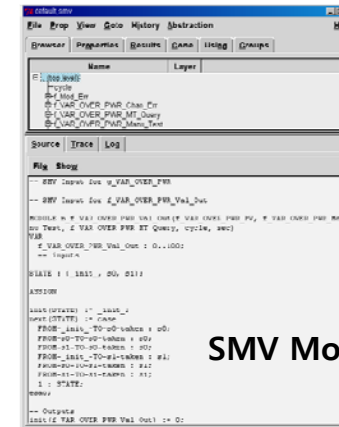 default_smv
File Prop View Goto History Abstraction
Browser Properties Results Cone Using Groups
Name Layer
top level
cycle
f_Mod_Err
f_VAR_OVER_PWR_Chan_Err
f_VAR_OVER_PWR_MT_Query
f_VAR_OVER_PWR_Manu_Test
Source Trace Log
File Show
-- SMV Input for g_VAR_OVER_PWR
-- SMV Input for f_VAR_OVER_PWR_Val_Out
VAR
f_VAR_OVER_PWR_Val_Out : 0..100;
-- Inputs
STATE : {_init_, s0, s1};
ASSIGN
init(STATE) := _init_;
next(STATE) := case
FROM-_init_-TO-s0-taken : s0;
FROM-s0-TO-s0-taken : s0;
FROM-s1-TO-s0-taken : s0;
FROM-_init_-TO-s1-taken : s1;
FROM-s0-TO-s1-taken : s1;
FROM-s1-TO-s1-taken : s1;
1 : STATE;
esac;
SMV Mo
-- Outputs
init(f_VAR_OVER_PWR_Val_Out) := 0;